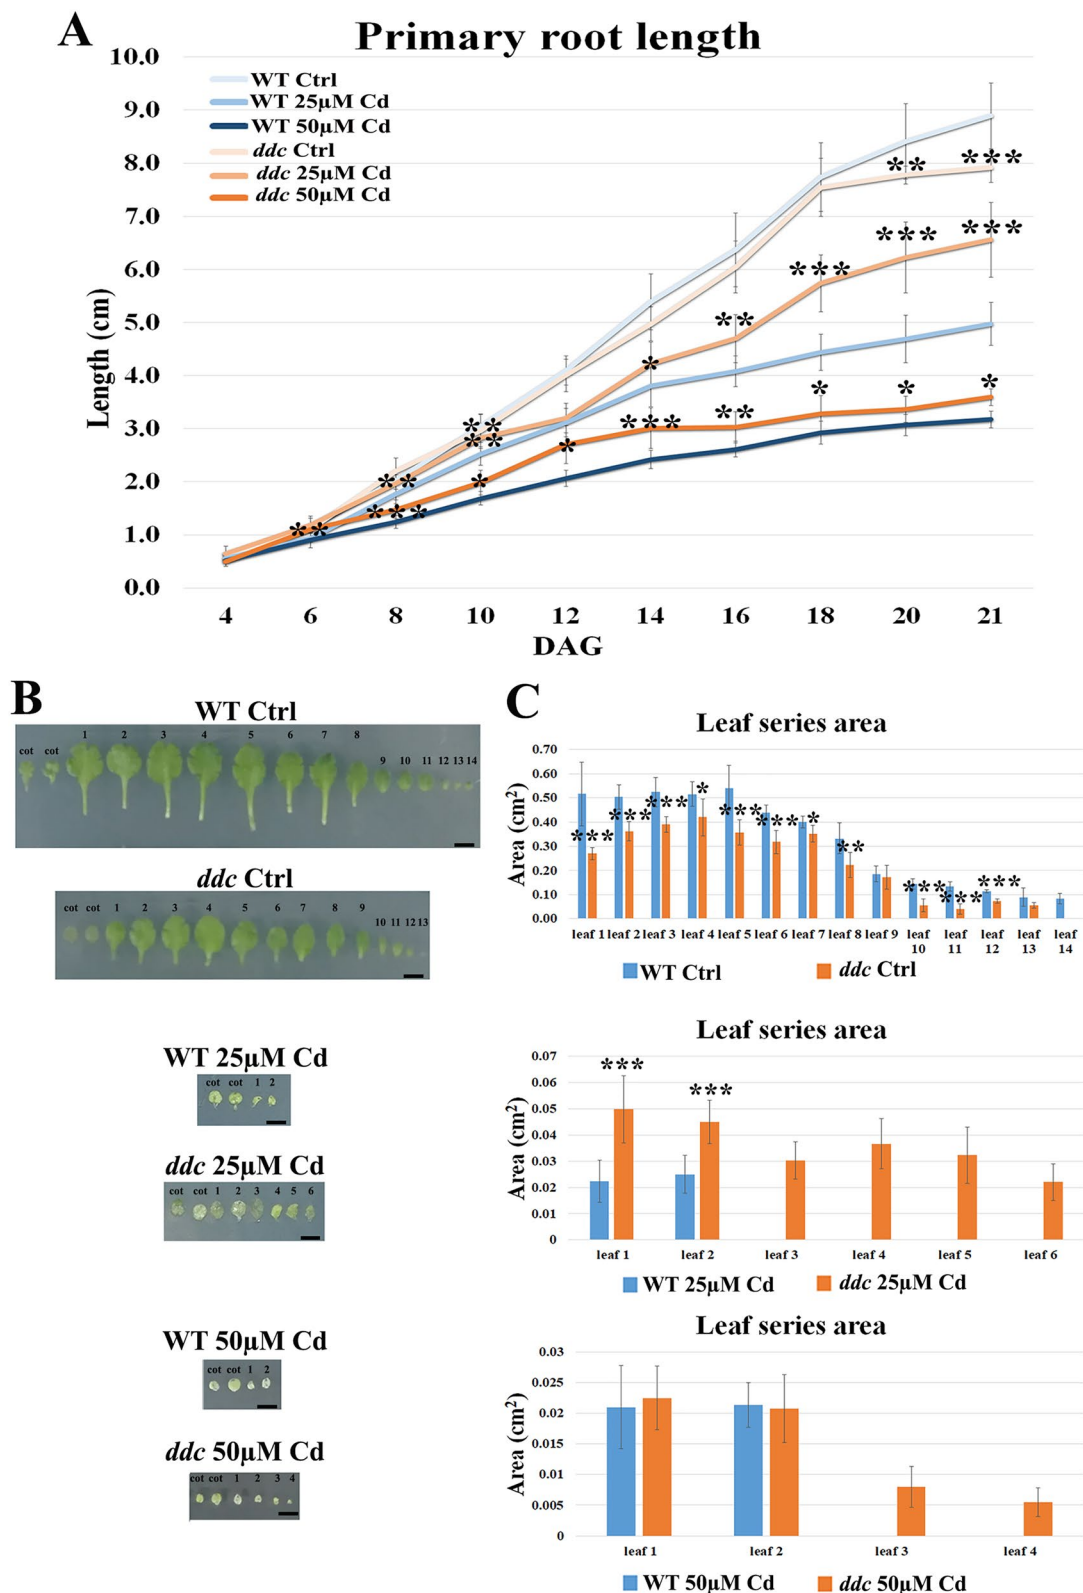 A
Primary root length
10.0
9.0
8.0
7.0
6.0
5.0
4.0
3.0
2.0
1.0
0.0
Length (cm)
WT Ctrl
WT 25μM Cd
WT 50μM Cd
ddc Ctrl
ddc 25μM Cd
ddc 50μM Cd
** ***
*** ***
***
**
*
* * *
*** **
** ** *
** * *
** ***
4 6 8 10 12 14 16 18 20 21
DAG
B
WT Ctrl
cot cot 1 2 3 4 5 6 7 8 9 10 11 12 13 14
ddc Ctrl
cot cot 1 2 3 4 5 6 7 8 9 10 11 12 13
WT 25μM Cd
cot cot 1 2
ddc 25μM Cd
cot cot 1 2 3 4 5 6
WT 50μM Cd
cot cot 1 2
ddc 50μM Cd
cot cot 1 2 3 4
C
Leaf series area
Area (cm²)
0.70
0.60
0.50
0.40
0.30
0.20
0.10
0.00
*** *** *** * *** *** * ** *** *** ***
leaf 1 leaf 2 leaf 3 leaf 4 leaf 5 leaf 6 leaf 7 leaf 8 leaf 9 leaf 10 leaf 11 leaf 12 leaf 13 leaf 14
WT Ctrl ddc Ctrl
Leaf series area
Area (cm²)
0.07
0.06
0.05
0.04
0.03
0.02
0.01
0
*** ***
leaf 1 leaf 2 leaf 3 leaf 4 leaf 5 leaf 6
WT 25μM Cd ddc 25μM Cd
Leaf series area
Area (cm²)
0.03
0.025
0.02
0.015
0.01
0.005
0
leaf 1 leaf 2 leaf 3 leaf 4
WT 50μM Cd ddc 50μM Cd